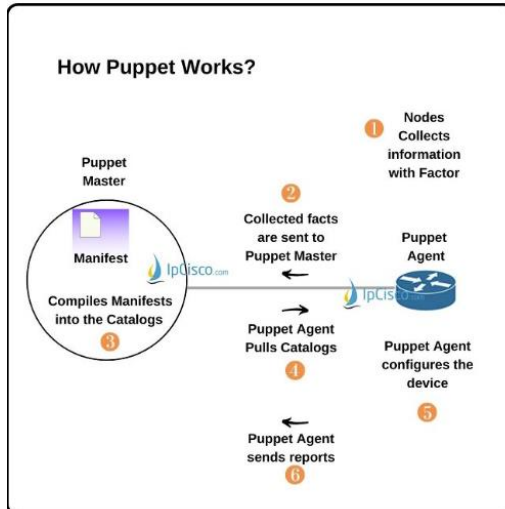 How Puppet Works?
1
Nodes
Collects
information
with Factor
Puppet
Master
2
Collected facts
are sent to
Puppet Master
Puppet
Agent
Manifest
IpCisco.com
IpCisco.com
Compiles Manifests
into the Catalogs
3
Puppet Agent
Pulls Catalogs
4
Puppet Agent
configures the
device
5
Puppet Agent
sends reports
6